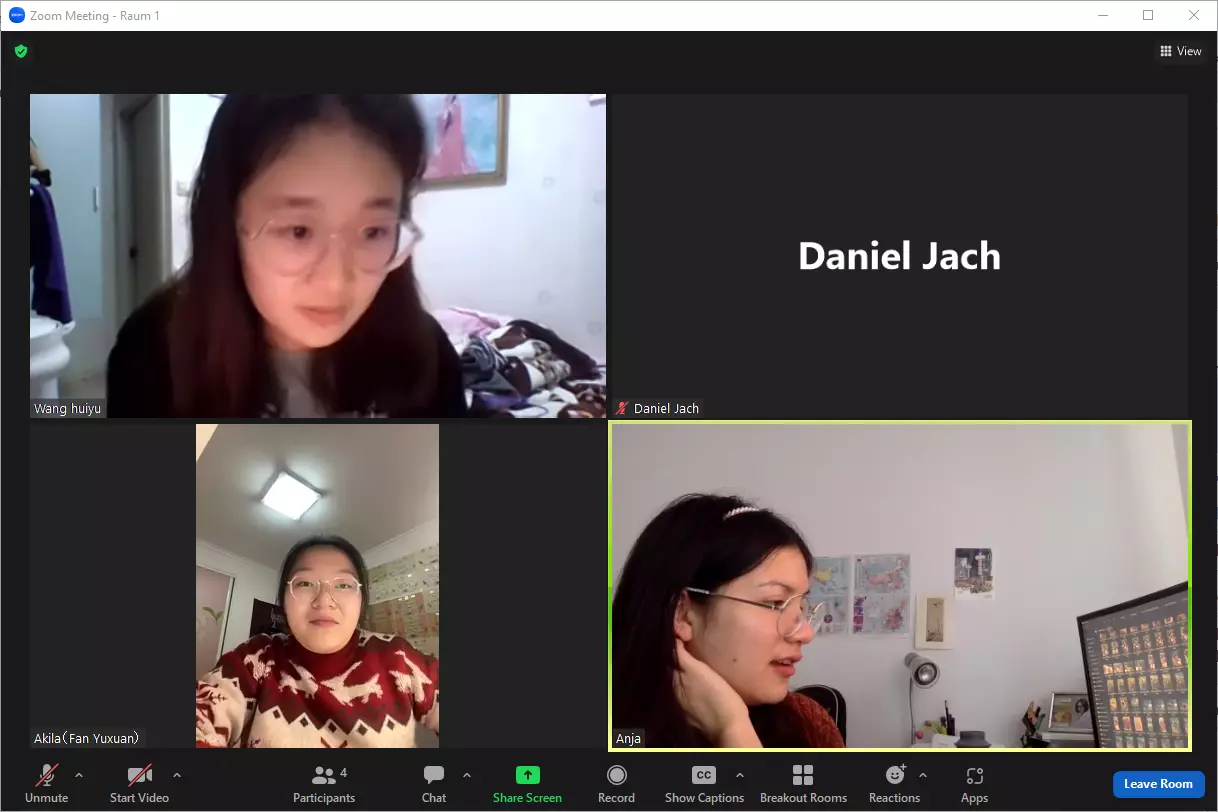 Zoom Meeting - Raum 1
View
Wang huiyu
Daniel Jach
Daniel Jach
Akila(Fan Yuxuan)
Anja
Unmute
Start Video
4
Participants
Chat
Share Screen
Record
CC
Show Captions
Breakout Rooms
Reactions
Apps
Leave Room